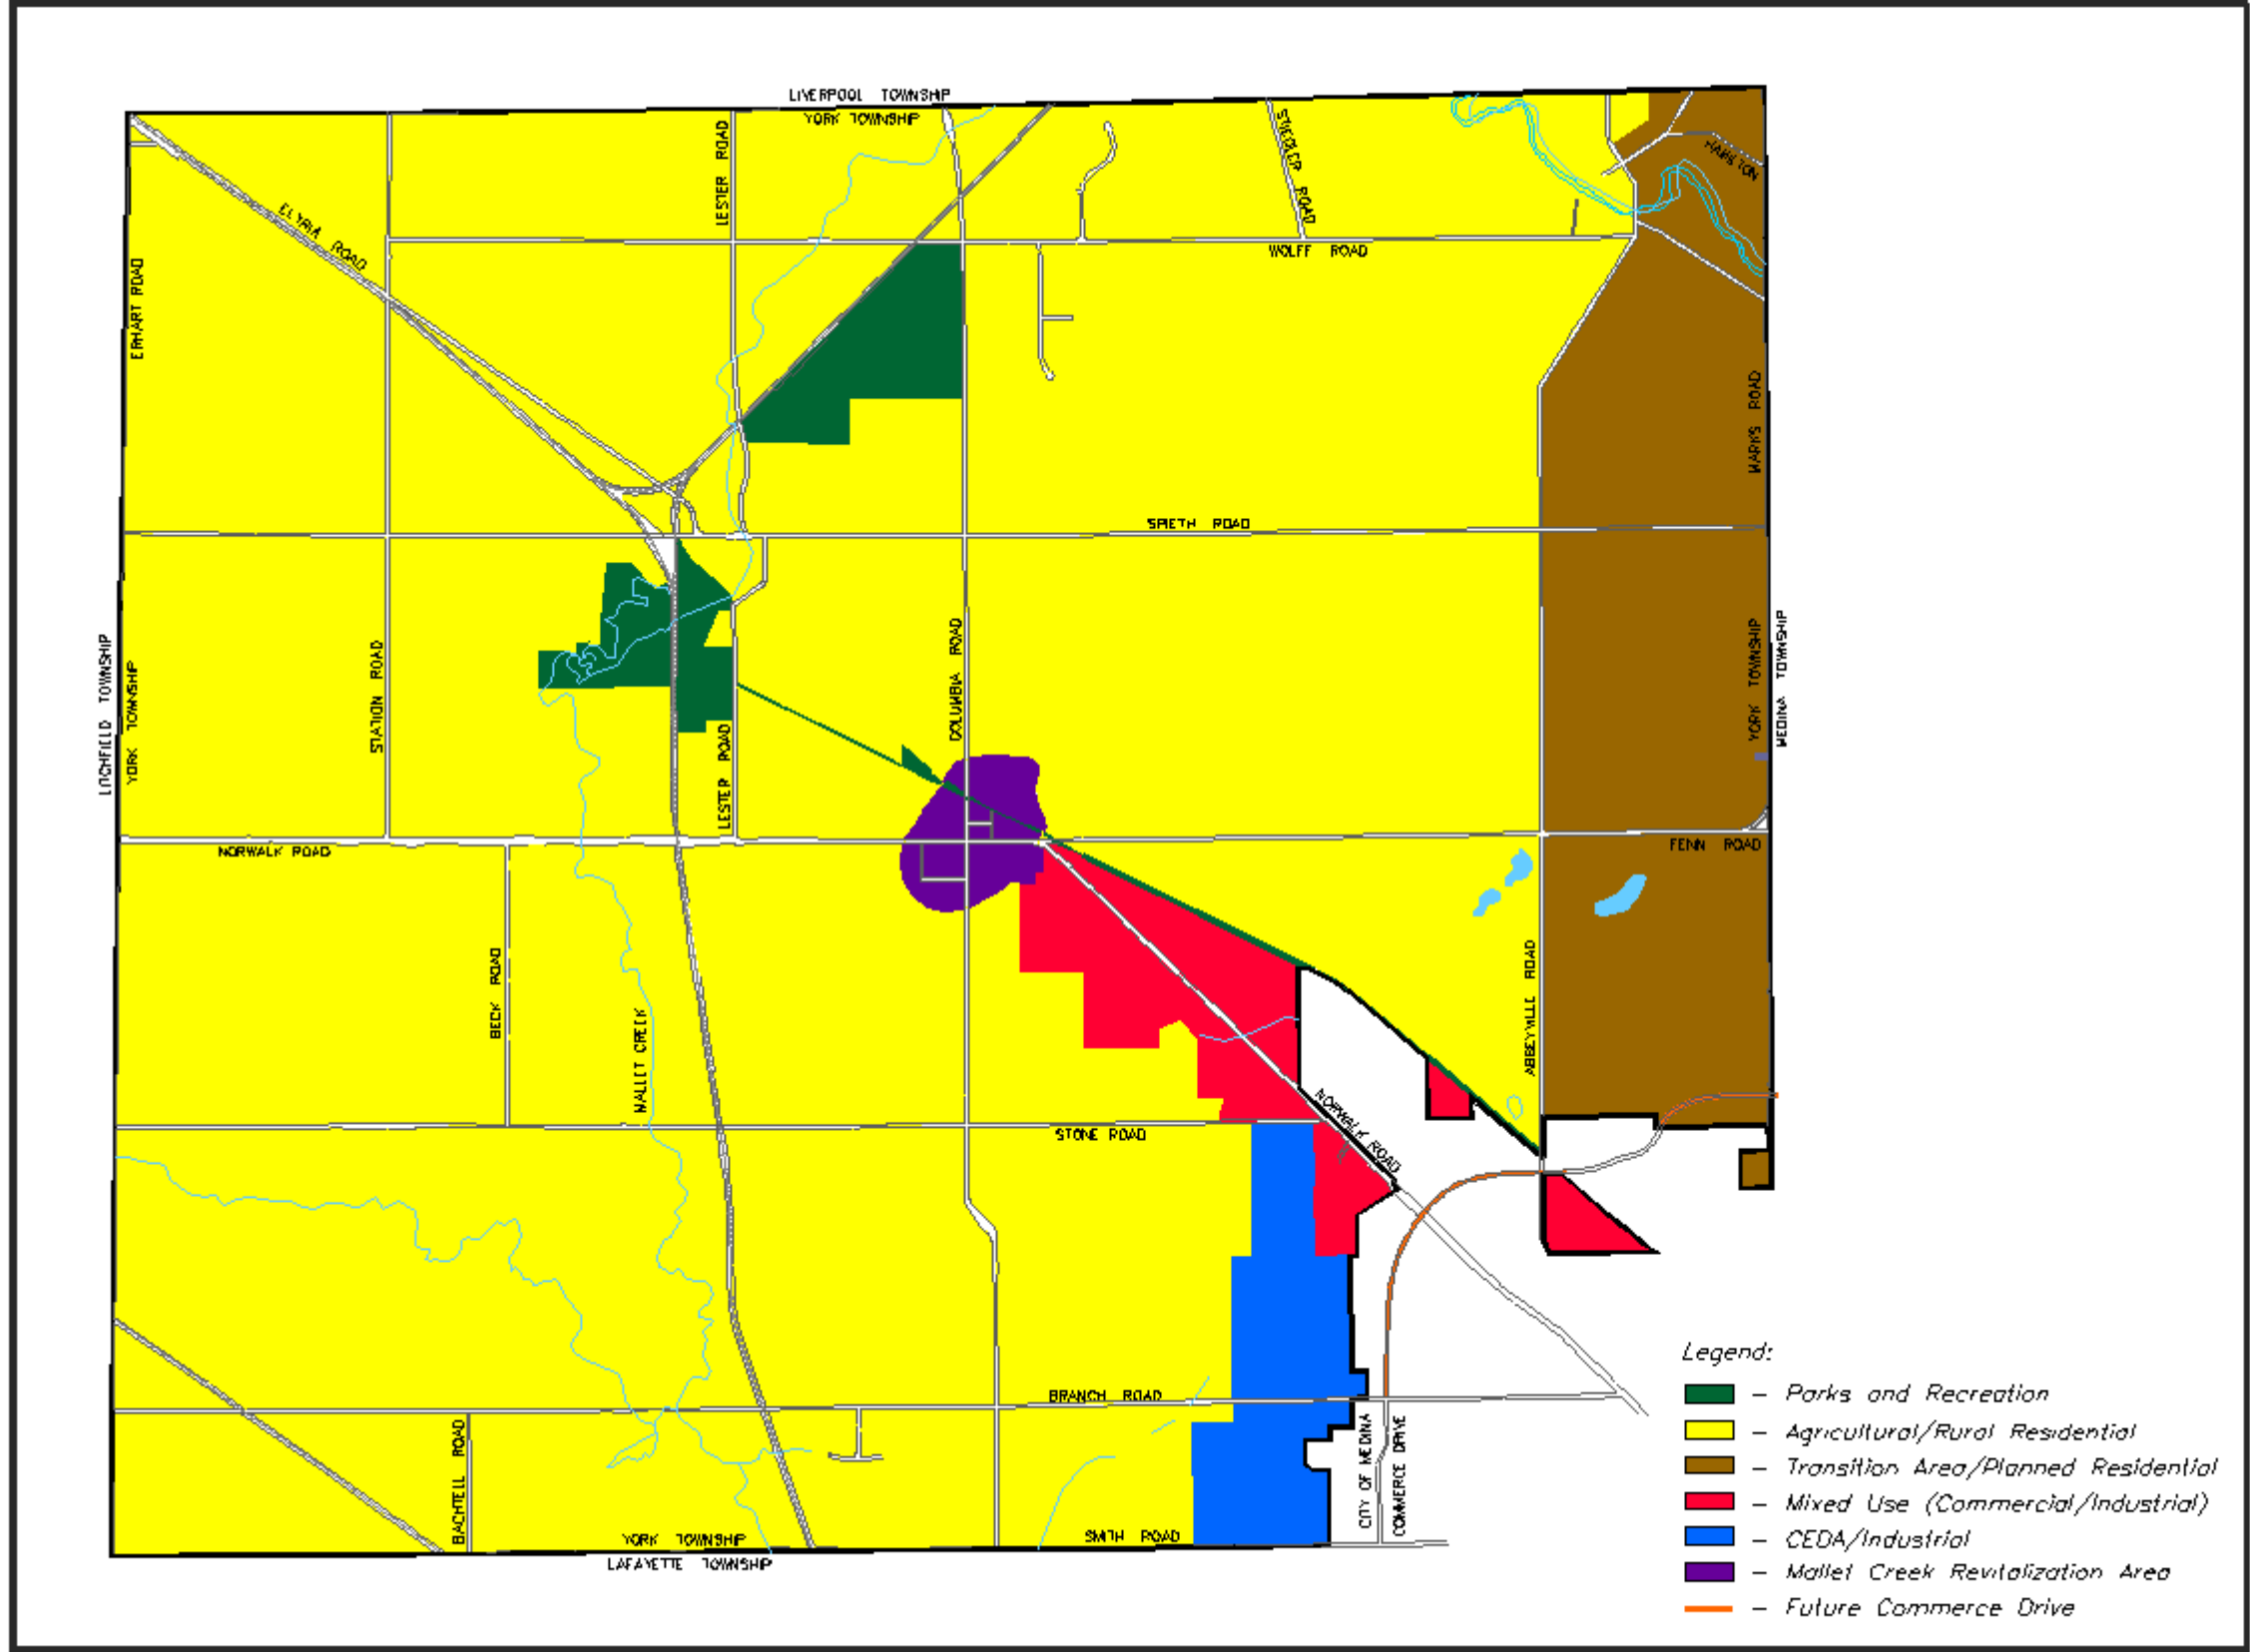 LIVERPOOL TOWNSHIP
YORK TOWNSHIP
LESTER ROAD
STIEGLER ROAD
HAMILTON
ELYRIA ROAD
WOLFF ROAD
ERHART ROAD
MARKS ROAD
SPIETH ROAD
LITCHFIELD TOWNSHIP
YORK TOWNSHIP
STATION ROAD
COLUMBIA ROAD
LESTER ROAD
YORK TOWNSHIP
MEDINA TOWNSHIP
NORWALK ROAD
FENN ROAD
BECK ROAD
MALLET CREEK
ABBEYVILLE ROAD
NORWALK ROAD
STONE ROAD
BRANCH ROAD
BACHTELL ROAD
CITY OF MEDINA
COMMERCE DRIVE
YORK TOWNSHIP
SMITH ROAD
LAFAYETTE TOWNSHIP
Legend:
– Parks and Recreation
– Agricultural/Rural Residential
– Transition Area/Planned Residential
– Mixed Use (Commercial/Industrial)
– CEDA/Industrial
– Mallet Creek Revitalization Area
– Future Commerce Drive